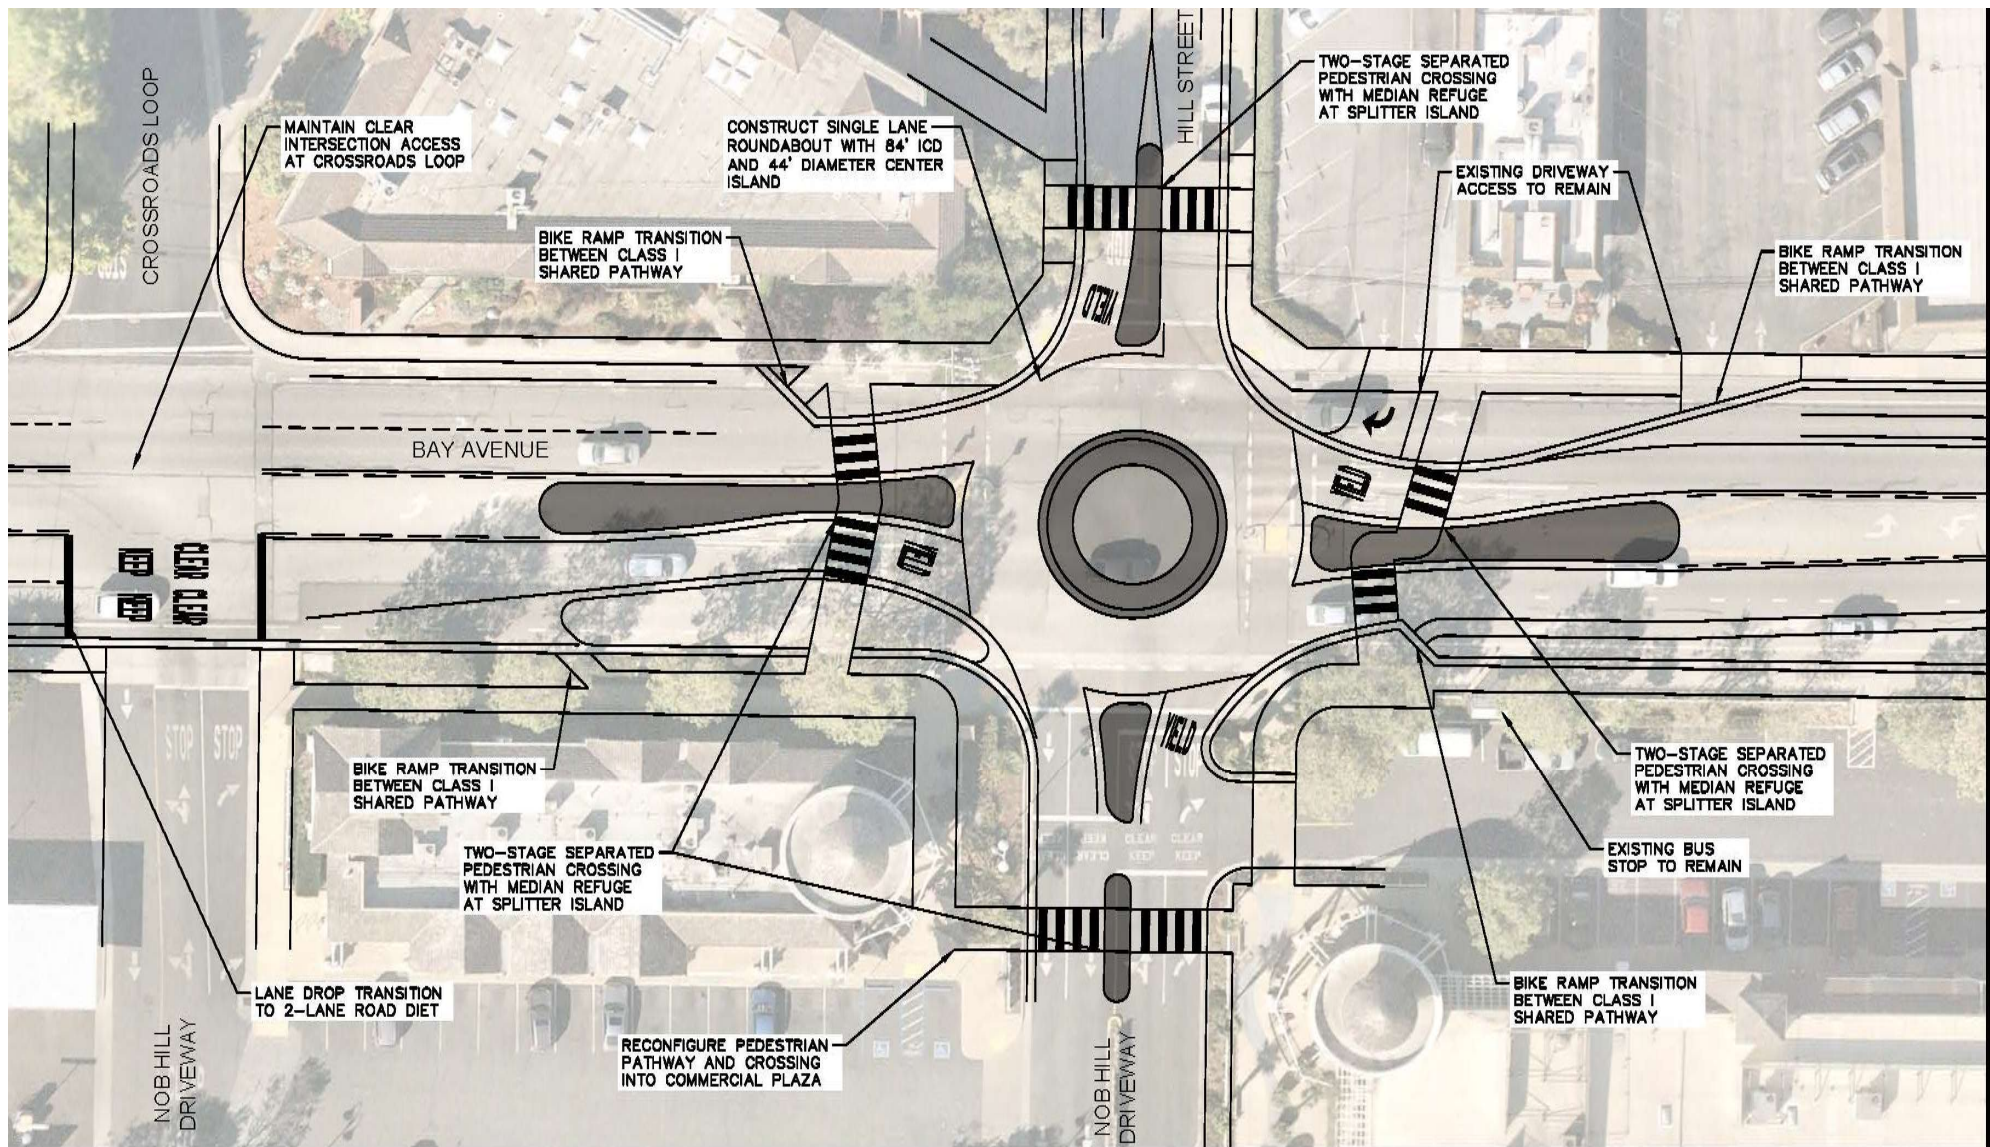 CROSSROADS LOOP
MAINTAIN CLEAR
INTERSECTION ACCESS
AT CROSSROADS LOOP
CONSTRUCT SINGLE LANE
ROUNDABOUT WITH 84' ICD
AND 44' DIAMETER CENTER
ISLAND
HILL STREET
TWO-STAGE SEPARATED
PEDESTRIAN CROSSING
WITH MEDIAN REFUGE
AT SPLITTER ISLAND
EXISTING DRIVEWAY
ACCESS TO REMAIN
BIKE RAMP TRANSITION
BETWEEN CLASS I
SHARED PATHWAY
BIKE RAMP TRANSITION
BETWEEN CLASS I
SHARED PATHWAY
STOP
YIELD
BAY AVENUE
YIELD
YIELD
CLEAR CLEAR
KEEP KEEP
YIELD
STOP STOP
STOP
BIKE RAMP TRANSITION
BETWEEN CLASS I
SHARED PATHWAY
TWO-STAGE SEPARATED
PEDESTRIAN CROSSING
WITH MEDIAN REFUGE
AT SPLITTER ISLAND
KEEP CLEAR CLEAR
CLEAR KEEP KEEP
TWO-STAGE SEPARATED
PEDESTRIAN CROSSING
WITH MEDIAN REFUGE
AT SPLITTER ISLAND
EXISTING BUS
STOP TO REMAIN
LANE DROP TRANSITION
TO 2-LANE ROAD DIET
BIKE RAMP TRANSITION
BETWEEN CLASS I
SHARED PATHWAY
RECONFIGURE PEDESTRIAN
PATHWAY AND CROSSING
INTO COMMERCIAL PLAZA
NOB HILL
DRIVEWAY
NOB HILL
DRIVEWAY